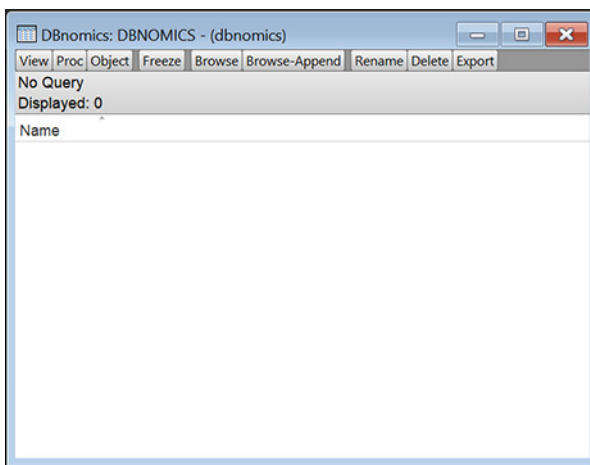 DBnomics: DBNOMICS - (dbnomics)
View Proc Object Freeze Browse Browse-Append Rename Delete Export
No Query
Displayed: 0
Name